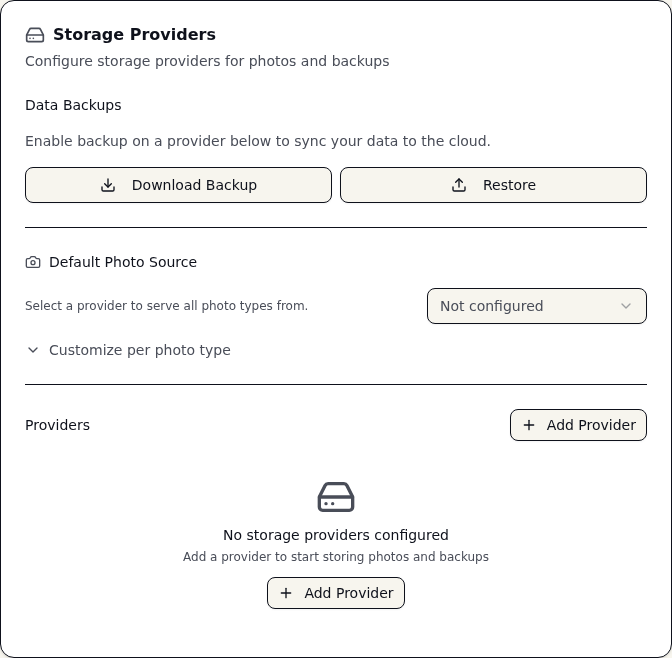 Storage Providers
Configure storage providers for photos and backups
Data Backups
Enable backup on a provider below to sync your data to the cloud.
Download Backup
Restore
Default Photo Source
Select a provider to serve all photo types from.
Not configured
Customize per photo type
Providers
Add Provider
No storage providers configured
Add a provider to start storing photos and backups
Add Provider